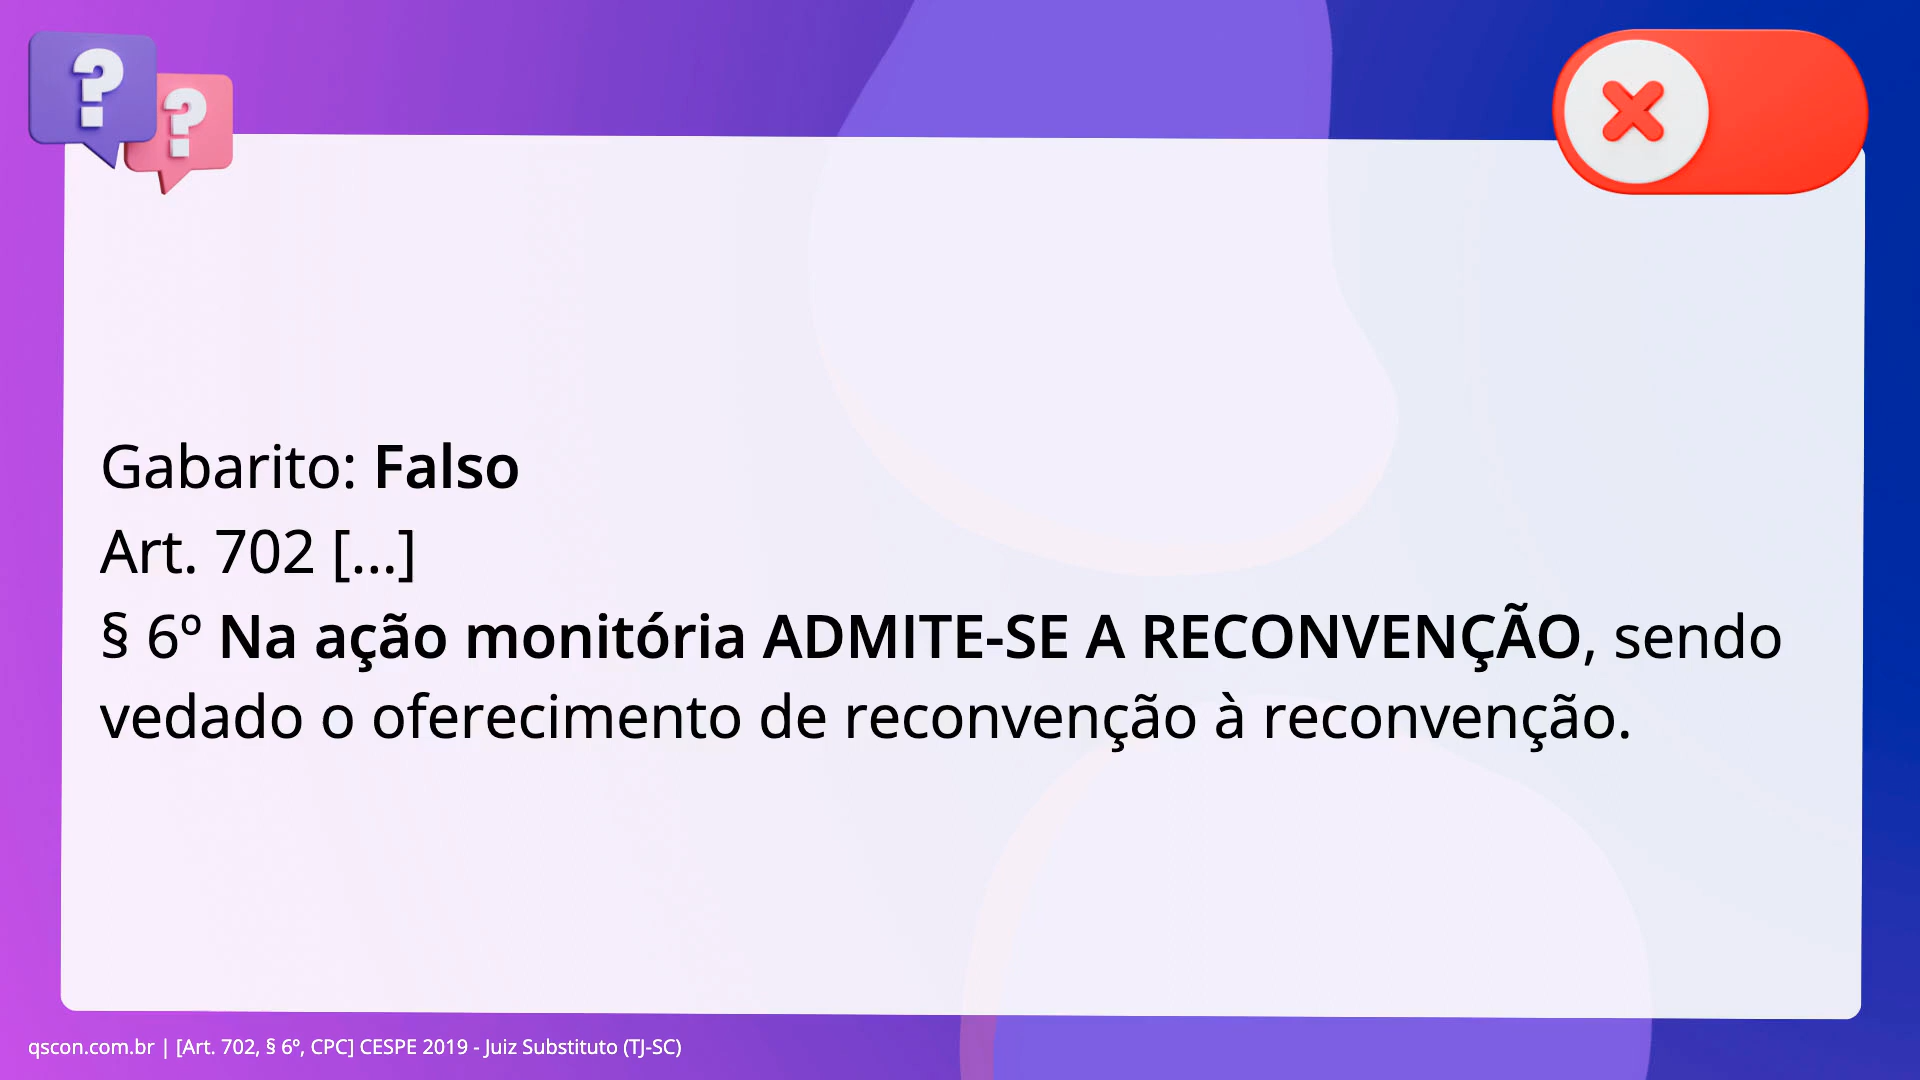 Gabarito: Falso
Art. 702 [...]
§ 6º Na ação monitória ADMITE-SE A RECONVENÇÃO, sendo
vedado o oferecimento de reconvenção à reconvenção.
qscon.com.br | [Art. 702, § 6º, CPC] CESPE 2019 - Juiz Substituto (TJ-SC)